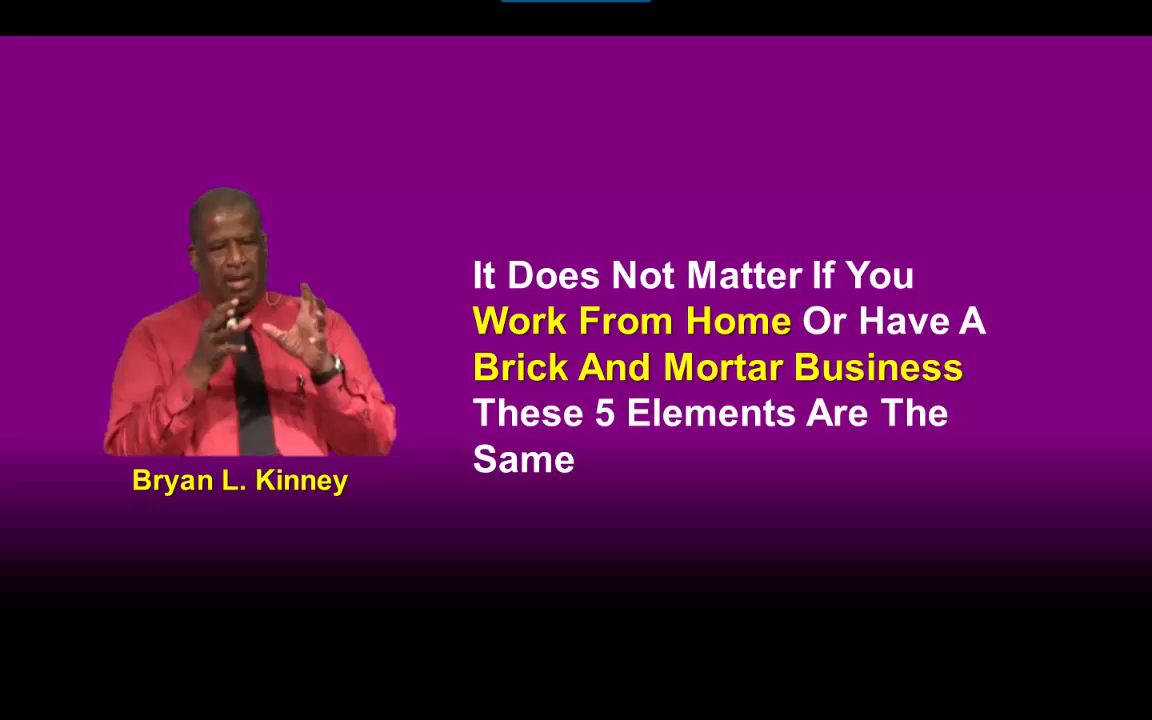 It Does Not Matter If You
Work From Home Or Have A
Brick And Mortar Business
These 5 Elements Are The
Same
Bryan L. Kinney